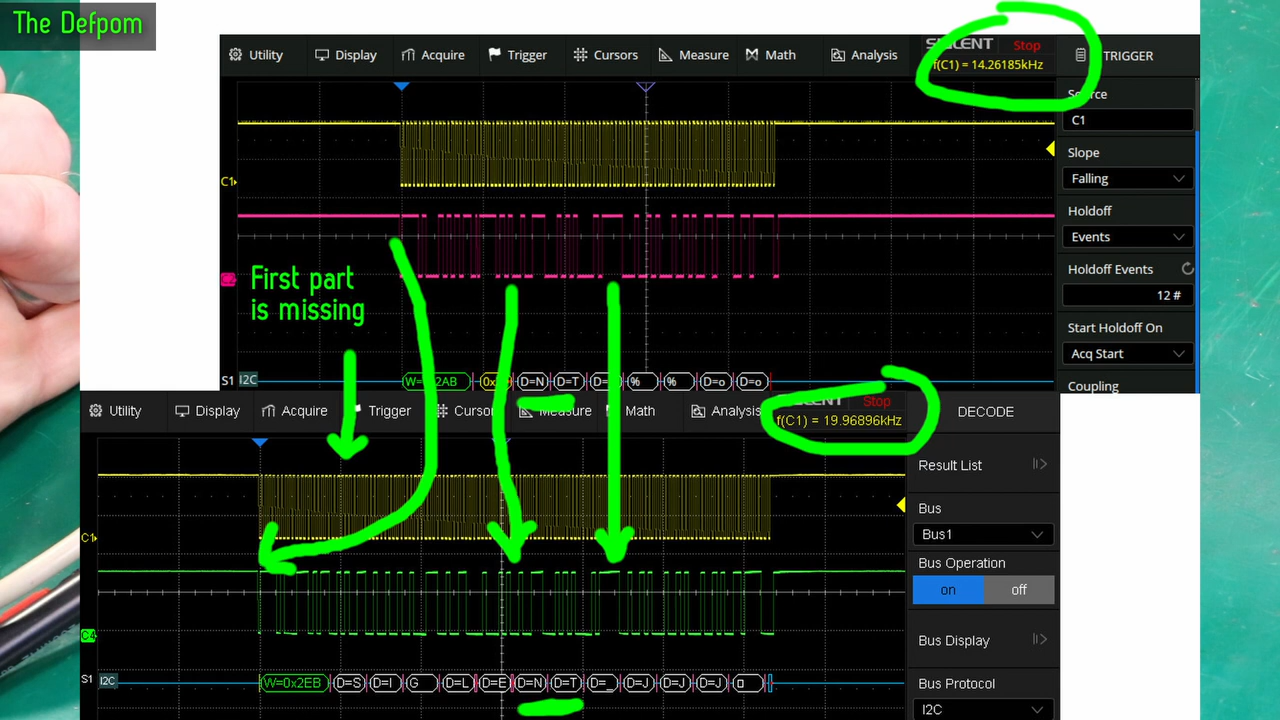 The Defpom
Utility Display Acquire Trigger Cursors Measure Math Analysis
SIGLENT Stop
f(C1) = 14.26185kHz
TRIGGER
Source
C1
Slope
Falling
Holdoff
Events
Holdoff Events
12 #
Start Holdoff On
Acq Start
Coupling
C1
First part
is missing
S1 I2C
D=N D=T % % D=o D=o
Utility Display Acquire Trigger Measure Math Analysis
Stop
f(C1) = 19.96896kHz
DECODE
Result List
Bus
Bus1
Bus Operation
on off
Bus Display
Bus Protocol
I2C
C1
C4
S1 I2C
W=0x2EB D=S D=I G D=L D=E D=N D=T D=_ D=J D=J D=J